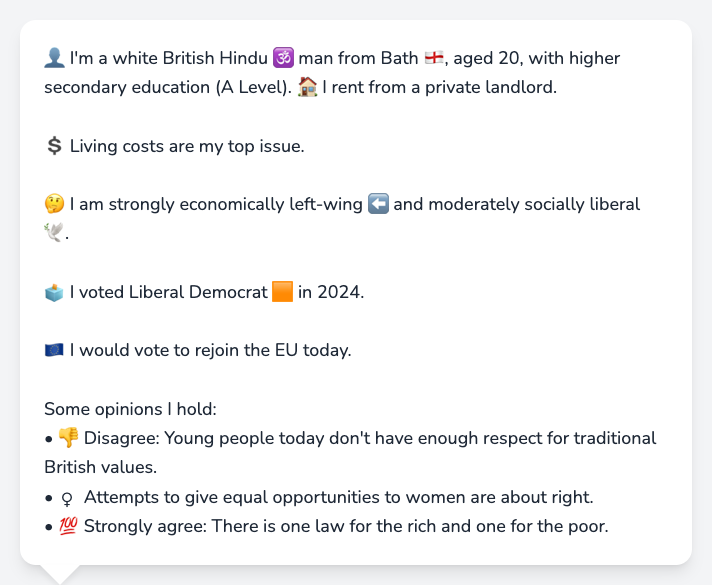 👤 I'm a white British Hindu 🕉️ man from Bath 🏴󠁧󠁢󠁥󠁮󠁧󠁿, aged 20, with higher
secondary education (A Level). 🏠 I rent from a private landlord.
💲 Living costs are my top issue.
🤔 I am strongly economically left-wing ⬅️ and moderately socially liberal
🕊️.
🗳️ I voted Liberal Democrat 🟧 in 2024.
🇪🇺 I would vote to rejoin the EU today.
Some opinions I hold:
• 👎 Disagree: Young people today don't have enough respect for traditional
British values.
• ♀ Attempts to give equal opportunities to women are about right.
• 💯 Strongly agree: There is one law for the rich and one for the poor.